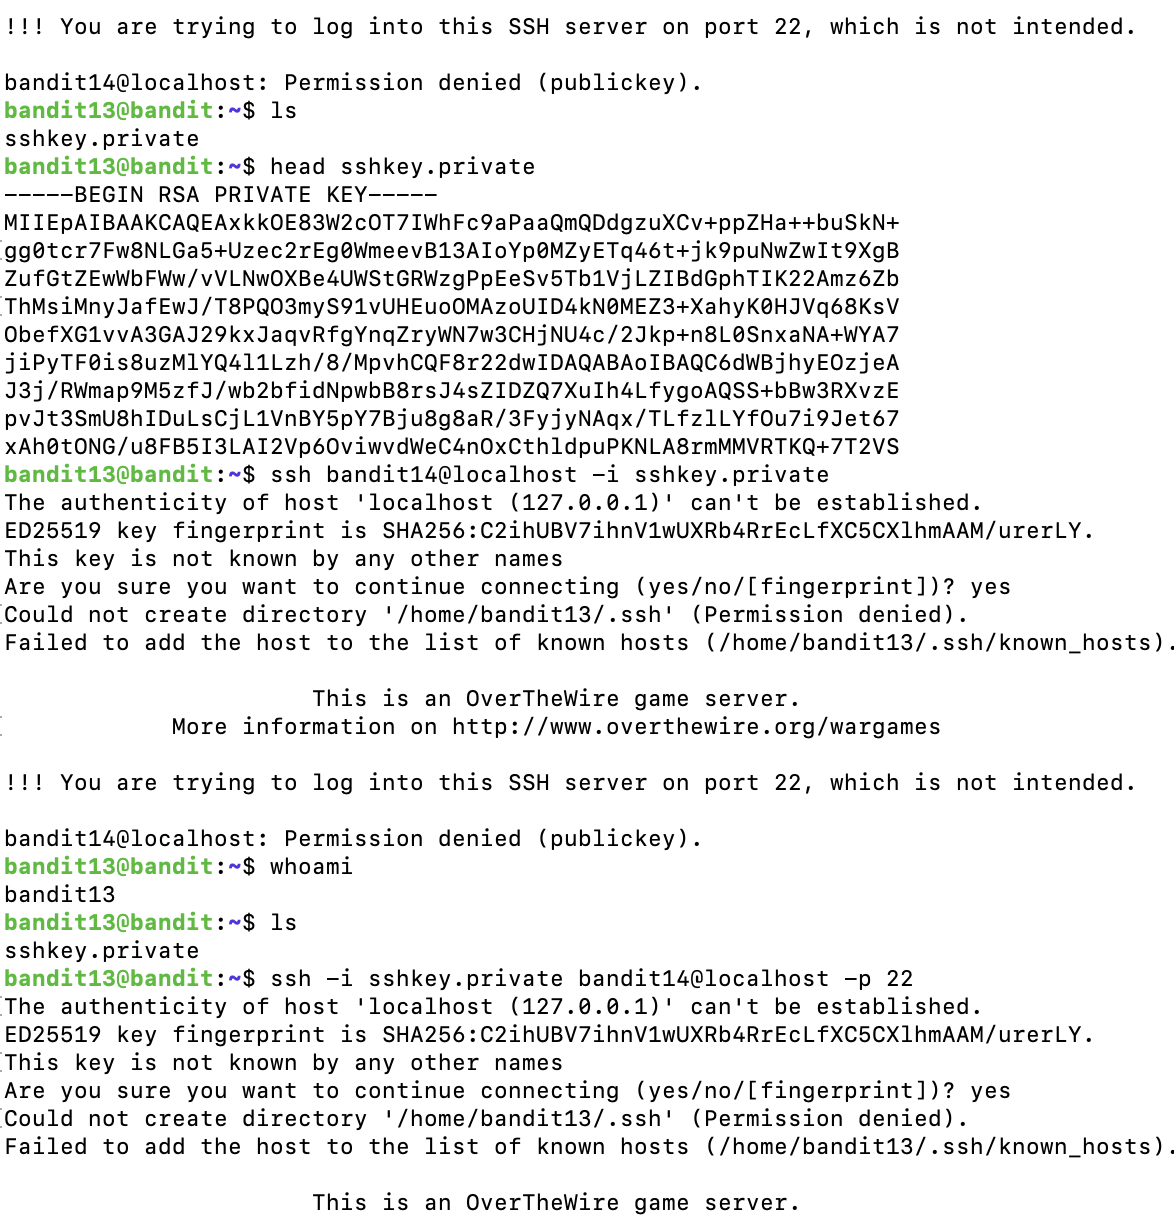 !!! You are trying to log into this SSH server on port 22, which is not intended.
bandit14@localhost: Permission denied (publickey).
bandit13@bandit:~$ ls
sshkey.private
bandit13@bandit:~$ head sshkey.private
-----BEGIN RSA PRIVATE KEY-----
MIIEpAIBAAKCAQEAxkkOE83W2cOT7IWhFc9aPaaQmQDdgzuXCv+ppZHa++buSkN+
gg0tcr7Fw8NLGa5+Uzec2rEg0WmeevB13AIoYp0MZyETq46t+jk9puNwZwIt9XgB
ZufGtZEwWbFWw/vVLNwOXBe4UWStGRWzgPpEeSv5Tb1VjLZIBdGphTIK22Amz6Zb
ThMsiMnyJafEwJ/T8PQO3myS91vUHEuoOMAzoUID4kN0MEZ3+XahyK0HJVq68KsV
ObefXG1vvA3GAJ29kxJaqvRfgYnqZryWN7w3CHjNU4c/2Jkp+n8L0SnxaNA+WYA7
jiPyTF0is8uzMlYQ4l1Lzh/8/MpvhCQF8r22dwIDAQABAoIBAQC6dWBjhyEOzjeA
J3j/RWmap9M5zfJ/wb2bfidNpwbB8rsJ4sZIDZQ7XuIh4LfygoAQSS+bBw3RXvzE
pvJt3SmU8hIDuLsCjL1VnBY5pY7Bju8g8aR/3FyjyNAqx/TLfzlLYfOu7i9Jet67
xAh0tONG/u8FB5I3LAI2Vp6OviwvdWeC4nOxCthldpuPKNLA8rmMMVRTKQ+7T2VS
bandit13@bandit:~$ ssh bandit14@localhost -i sshkey.private
The authenticity of host 'localhost (127.0.0.1)' can't be established.
ED25519 key fingerprint is SHA256:C2ihUBV7ihnV1wUXRb4RrEcLfXC5CXlhmAAM/urerLY.
This key is not known by any other names
Are you sure you want to continue connecting (yes/no/[fingerprint])? yes
Could not create directory '/home/bandit13/.ssh' (Permission denied).
Failed to add the host to the list of known hosts (/home/bandit13/.ssh/known_hosts).
This is an OverTheWire game server.
More information on http://www.overthewire.org/wargames
!!! You are trying to log into this SSH server on port 22, which is not intended.
bandit14@localhost: Permission denied (publickey).
bandit13@bandit:~$ whoami
bandit13
bandit13@bandit:~$ ls
sshkey.private
bandit13@bandit:~$ ssh -i sshkey.private bandit14@localhost -p 22
The authenticity of host 'localhost (127.0.0.1)' can't be established.
ED25519 key fingerprint is SHA256:C2ihUBV7ihnV1wUXRb4RrEcLfXC5CXlhmAAM/urerLY.
This key is not known by any other names
Are you sure you want to continue connecting (yes/no/[fingerprint])? yes
Could not create directory '/home/bandit13/.ssh' (Permission denied).
Failed to add the host to the list of known hosts (/home/bandit13/.ssh/known_hosts).
This is an OverTheWire game server.